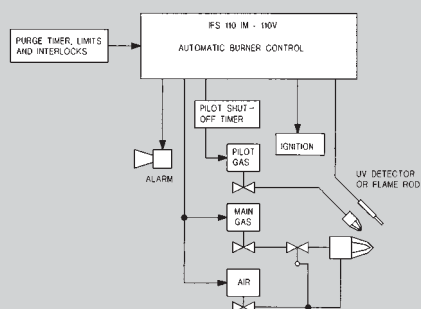 IFS 110 IM - 110V
AUTOMATIC BURNER CONTROL
PURGE TIMER, LIMITS
AND INTERLOCKS
PILOT SHUT-
OFF TIMER
IGNITION
ALARM
PILOT
GAS
UV DETECTOR
OR FLAME ROD
MAIN
GAS
AIR